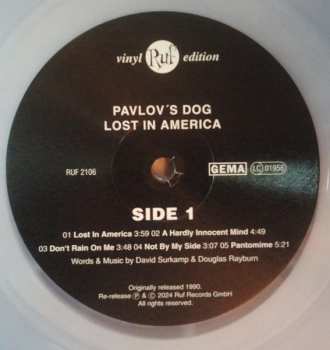 vinyl Ruf edition
PAVLOV´S DOG
LOST IN AMERICA
RUF 2106
GEMA LC 01956
SIDE 1
01 Lost In America 3:59 02 A Hardly Innocent Mind 4:49
03 Don't Rain On Me 3:48 04 Not By My Side 3:07 05 Pantomime 5:21
Words & Music by David Surkamp & Douglas Rayburn
Originally released 1990.
Re-release ℗ & © 2024 Ruf Records GmbH
All rights reserved.